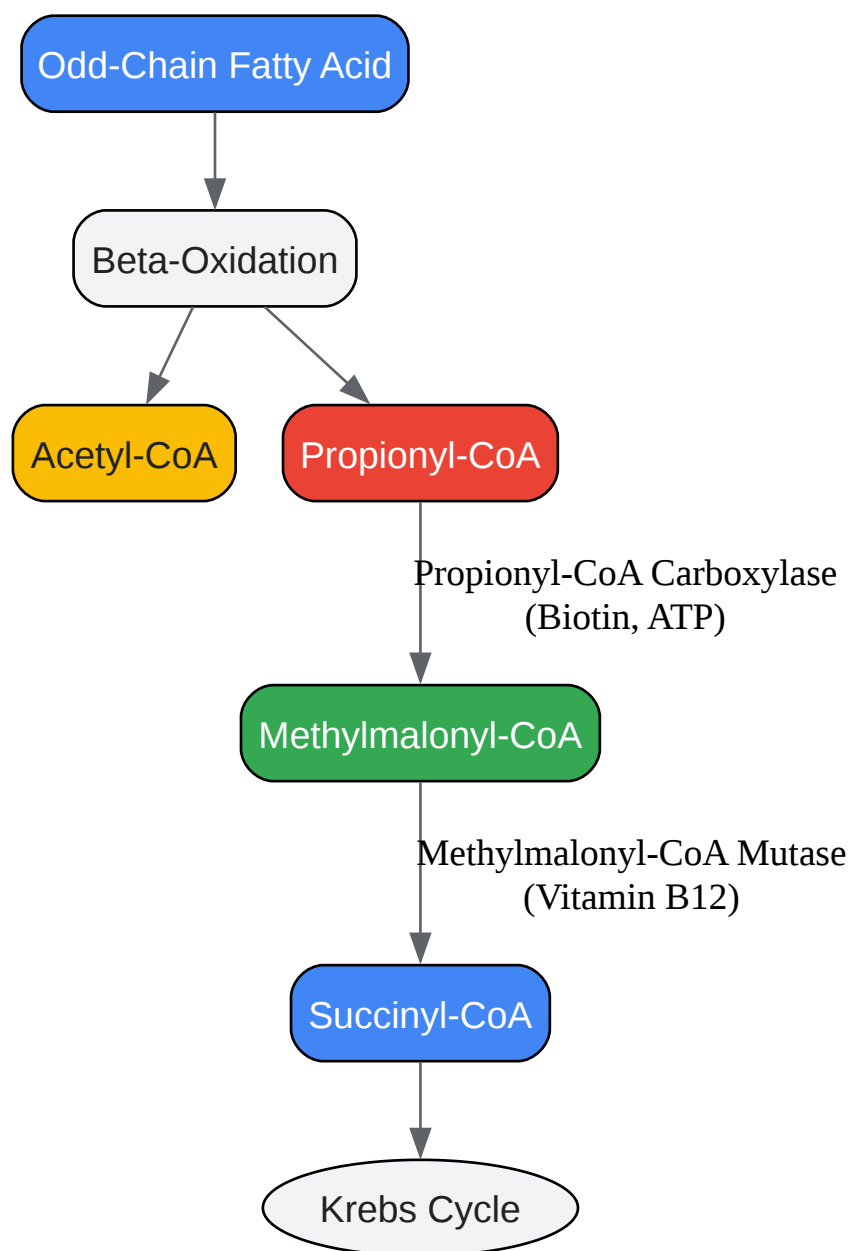 Odd-Chain Fatty Acid
Beta-Oxidation
Acetyl-CoA
Propionyl-CoA
Propionyl-CoA Carboxylase
(Biotin, ATP)
Methylmalonyl-CoA
Methylmalonyl-CoA Mutase
(Vitamin B12)
Succinyl-CoA
Krebs Cycle